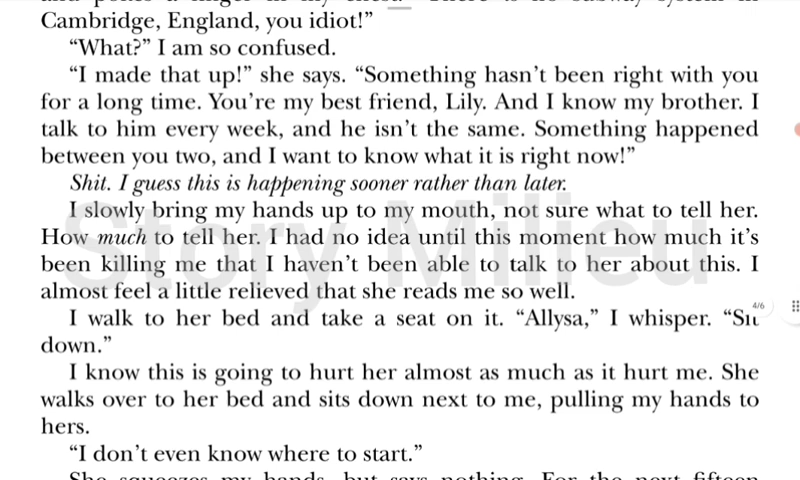 Cambridge, England, you idiot!”
“What?” I am so confused.
“I made that up!” she says. “Something hasn’t been right with you
for a long time. You’re my best friend, Lily. And I know my brother. I
talk to him every week, and he isn’t the same. Something happened
between you two, and I want to know what it is right now!”
Shit. I guess this is happening sooner rather than later.
I slowly bring my hands up to my mouth, not sure what to tell her.
How much to tell her. I had no idea until this moment how much it’s
been killing me that I haven’t been able to talk to her about this. I
almost feel a little relieved that she reads me so well.
Story Milieu
I walk to her bed and take a seat on it. “Allysa,” I whisper. “Sit
4/6
down.”
I know this is going to hurt her almost as much as it hurt me. She
walks over to her bed and sits down next to me, pulling my hands to
hers.
“I don’t even know where to start.”
She squeezes my hands, but says nothing. For the next fifteen